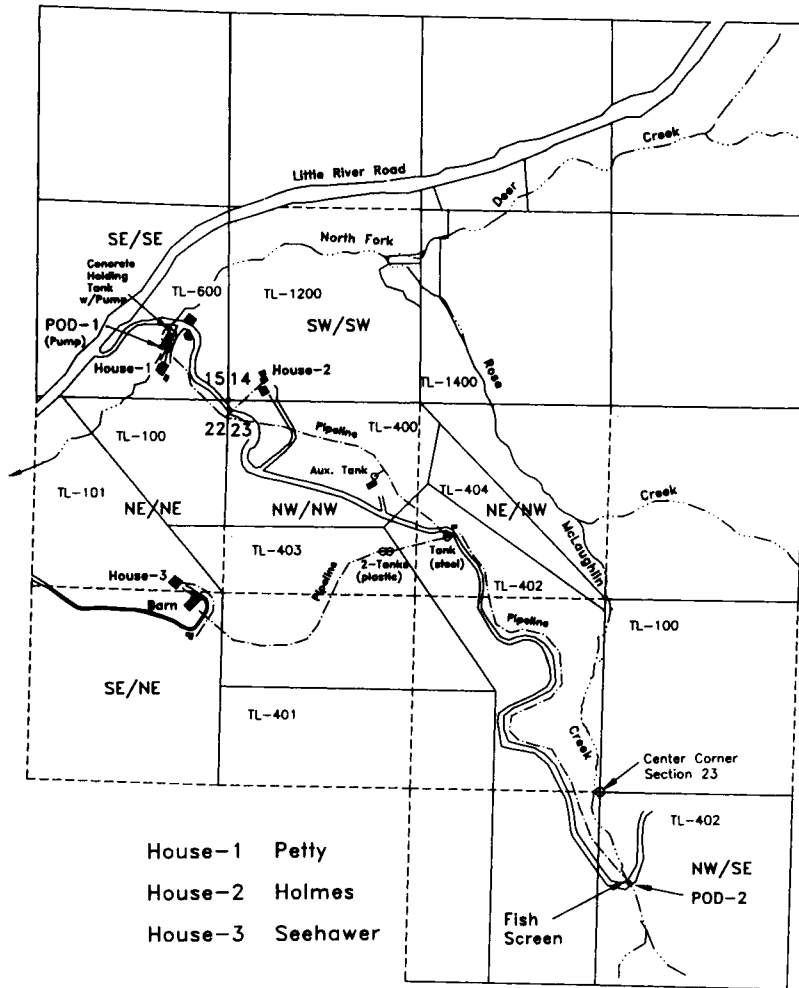 Little River Road
Creek
Deer
North Fork
SE/SE
Concrete
Holding
Tank
w/Pump
TL-600
TL-1200
POD-1
(Pump)
SW/SW
House-1
15 14
House-2
Rose
TL-1400
22 23
TL-100
Pipeline
TL-400
TL-101
Aux. Tank
TL-404
NE/NE
NW/NW
NE/NW
Creek
McLaughlin
TL-403
2-Tanks
(plastic)
Tank
(steel)
House-3
Pipeline
TL-402
Barn
Pipeline
TL-100
SE/NE
TL-401
Creek
Center Corner
Section 23
TL-402
NW/SE
POD-2
Fish
Screen
House-1 Petty
House-2 Holmes
House-3 Seehawer